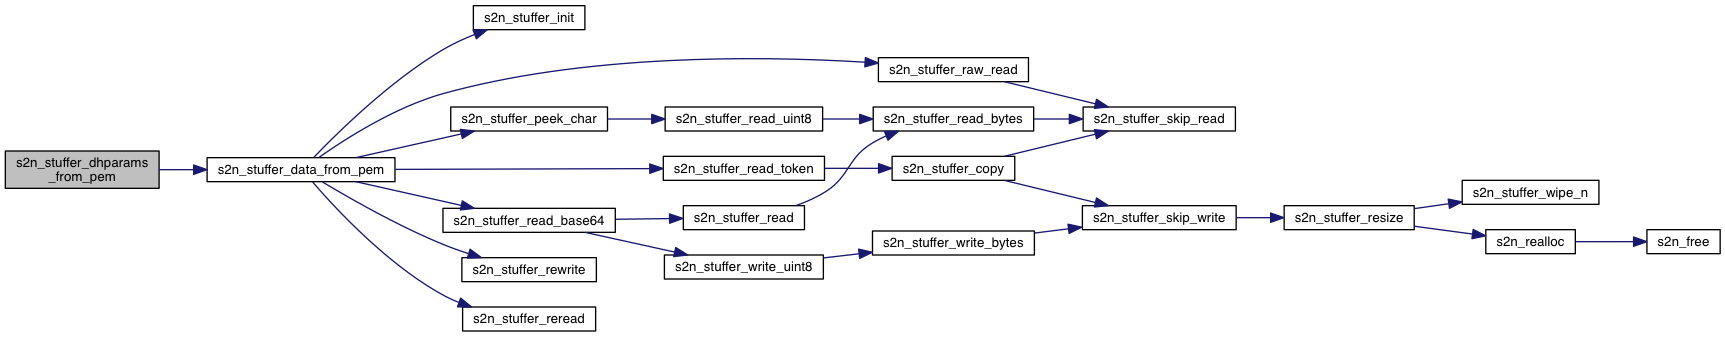 s2n_stuffer_dhparams
_from_pem
s2n_stuffer_data_from_pem
s2n_stuffer_init
s2n_stuffer_raw_read
s2n_stuffer_peek_char
s2n_stuffer_read_uint8
s2n_stuffer_read_bytes
s2n_stuffer_skip_read
s2n_stuffer_read_token
s2n_stuffer_copy
s2n_stuffer_read_base64
s2n_stuffer_read
s2n_stuffer_skip_write
s2n_stuffer_resize
s2n_stuffer_wipe_n
s2n_stuffer_write_bytes
s2n_realloc
s2n_free
s2n_stuffer_rewrite
s2n_stuffer_write_uint8
s2n_stuffer_reread